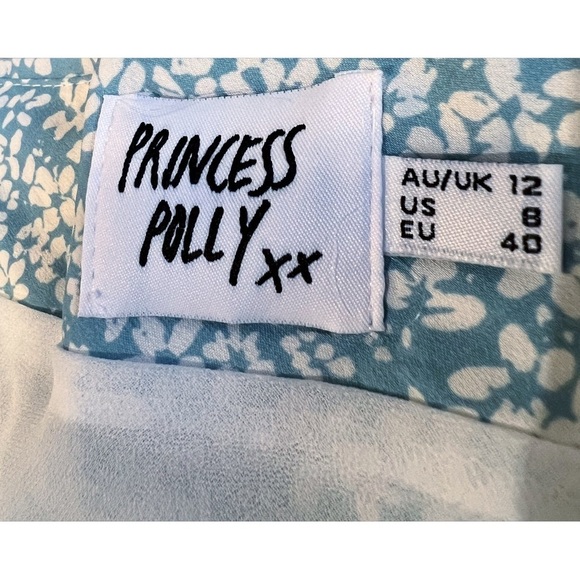 PRINCESS
POLLY xx
AU/UK 12
US 8
EU 40